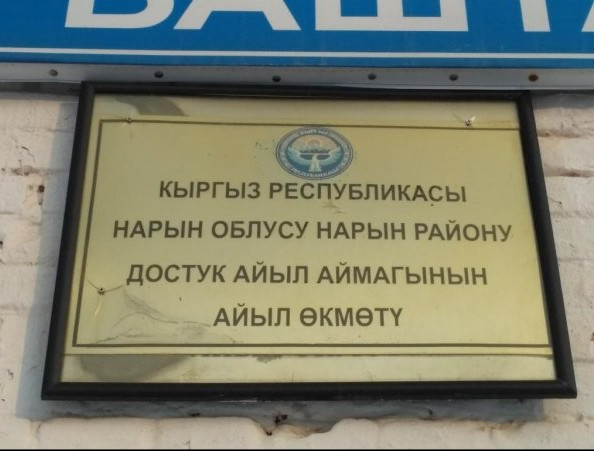 КЫРГЫЗ РЕСПУБЛИКАСЫ
НАРЫН ОБЛУСУ НАРЫН РАЙОНУ
ДОСТУК АЙЫЛ АЙМАГЫНЫН
АЙЫЛ ӨКМӨТҮ